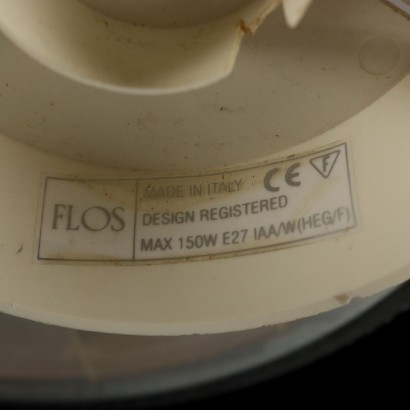 FLOS
MADE IN ITALY CE F
DESIGN REGISTERED
MAX 150W E27 IAA/W(HEG/F)